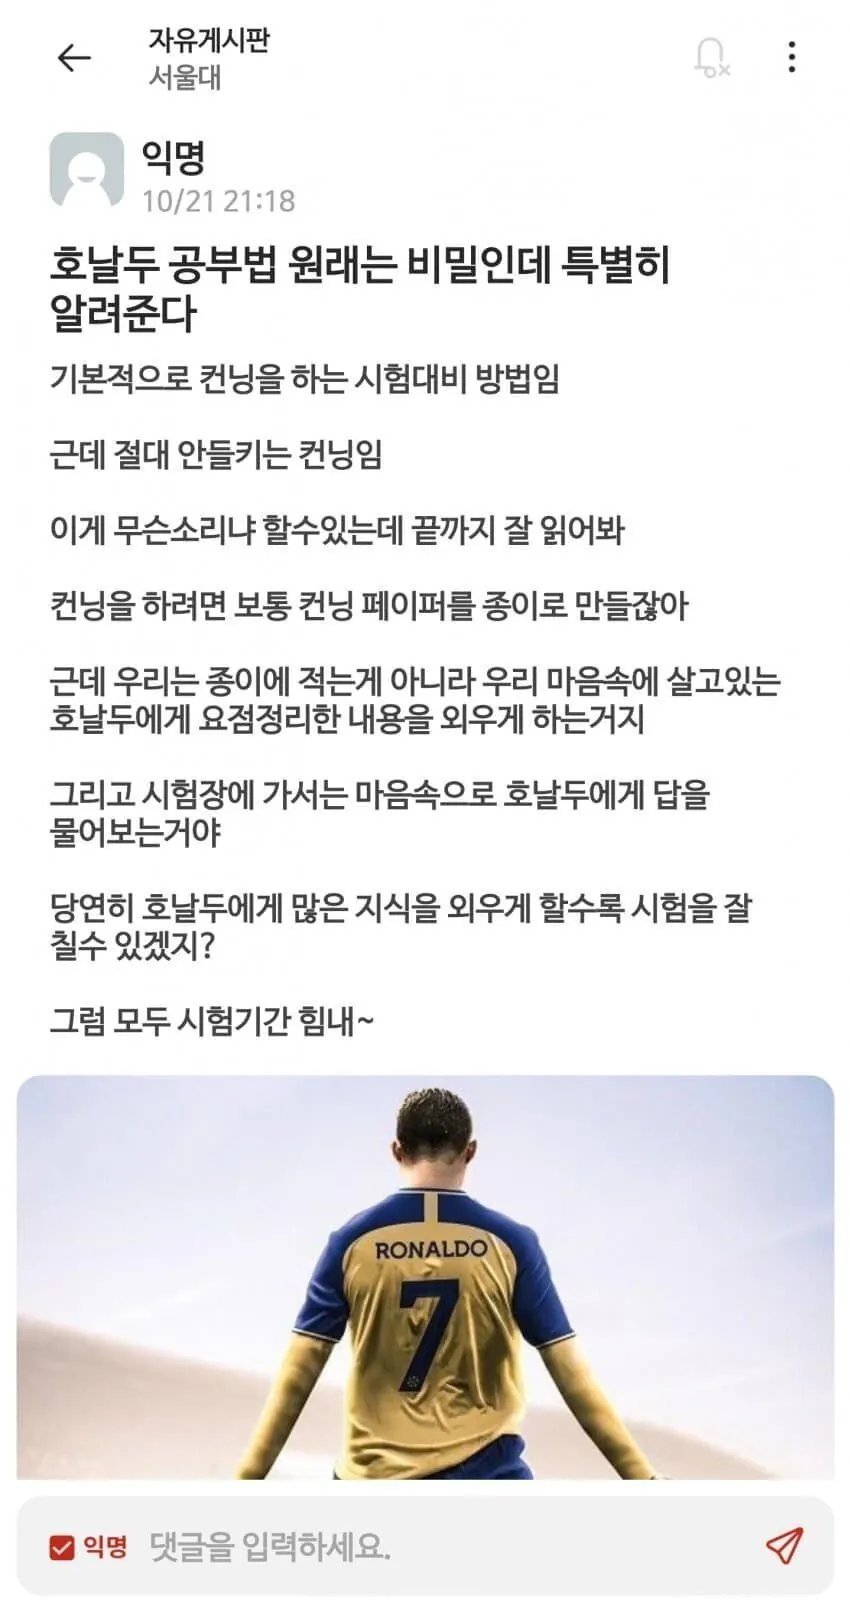 자유게시판
서울대
익명
10/21 21:18
호날두 공부법 원래는 비밀인데 특별히
알려준다
기본적으로 컨닝을 하는 시험대비 방법임
근데 절대 안들키는 컨닝임
이게 무슨소리냐 할수있는데 끝까지 잘 읽어봐
컨닝을 하려면 보통 컨닝 페이퍼를 종이로 만들잖아
근데 우리는 종이에 적는게 아니라 우리 마음속에 살고있는
호날두에게 요점정리한 내용을 외우게 하는거지
그리고 시험장에 가서는 마음속으로 호날두에게 답을
물어보는거야
당연히 호날두에게 많은 지식을 외우게 할수록 시험을 잘
칠수 있겠지?
그럼 모두 시험기간 힘내~
RONALDO
7
익명 댓글을 입력하세요.